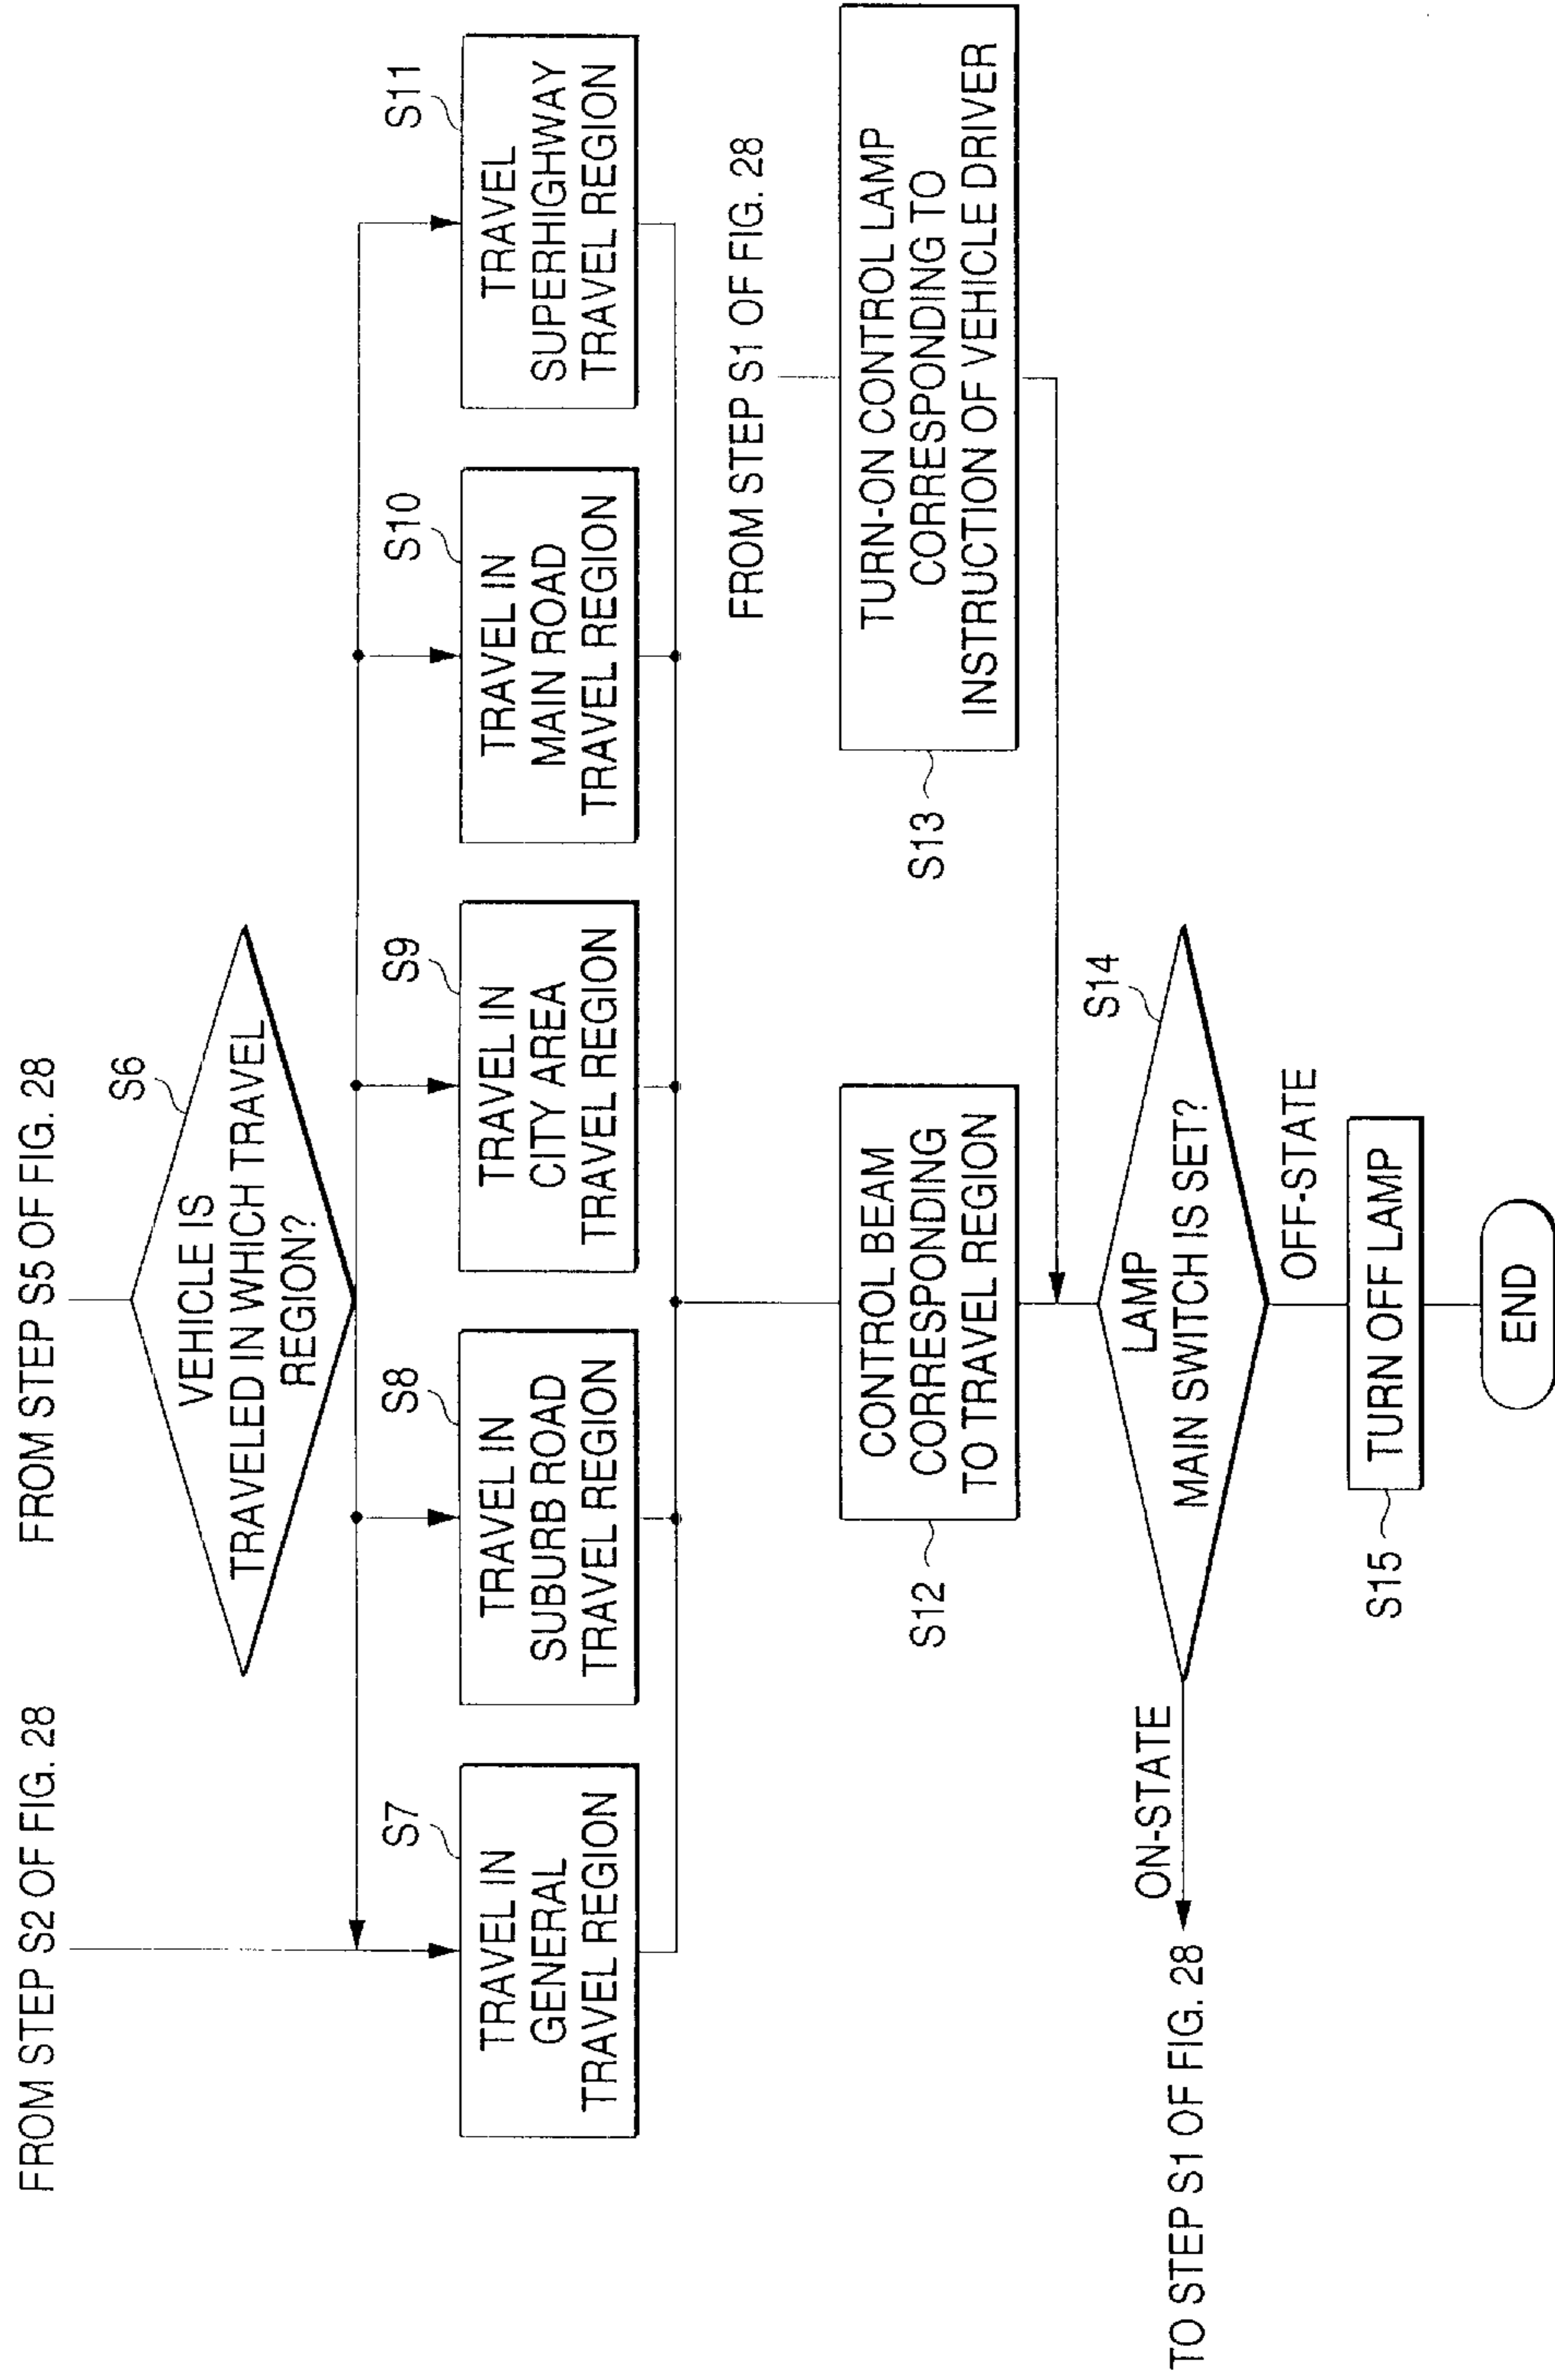 FROM STEP S2 OF FIG. 28
FROM STEP S5 OF FIG. 28
S6
VEHICLE IS
TRAVELED IN WHICH TRAVEL
REGION?
S7
TRAVEL IN
GENERAL
TRAVEL REGION
S8
TRAVEL IN
SUBURB ROAD
TRAVEL REGION
S9
TRAVEL IN
CITY AREA
TRAVEL REGION
S10
TRAVEL IN
MAIN ROAD
TRAVEL REGION
S11
TRAVEL
SUPERHIGHWAY
TRAVEL REGION
FROM STEP S1 OF FIG. 28
S12
CONTROL BEAM
CORRESPONDING
TO TRAVEL REGION
S13
TURN-ON CONTROL LAMP
CORRESPONDING TO
INSTRUCTION OF VEHICLE DRIVER
S14
LAMP
MAIN SWITCH IS SET?
ON-STATE
TO STEP S1 OF FIG. 28
OFF-STATE
S15
TURN OFF LAMP
END